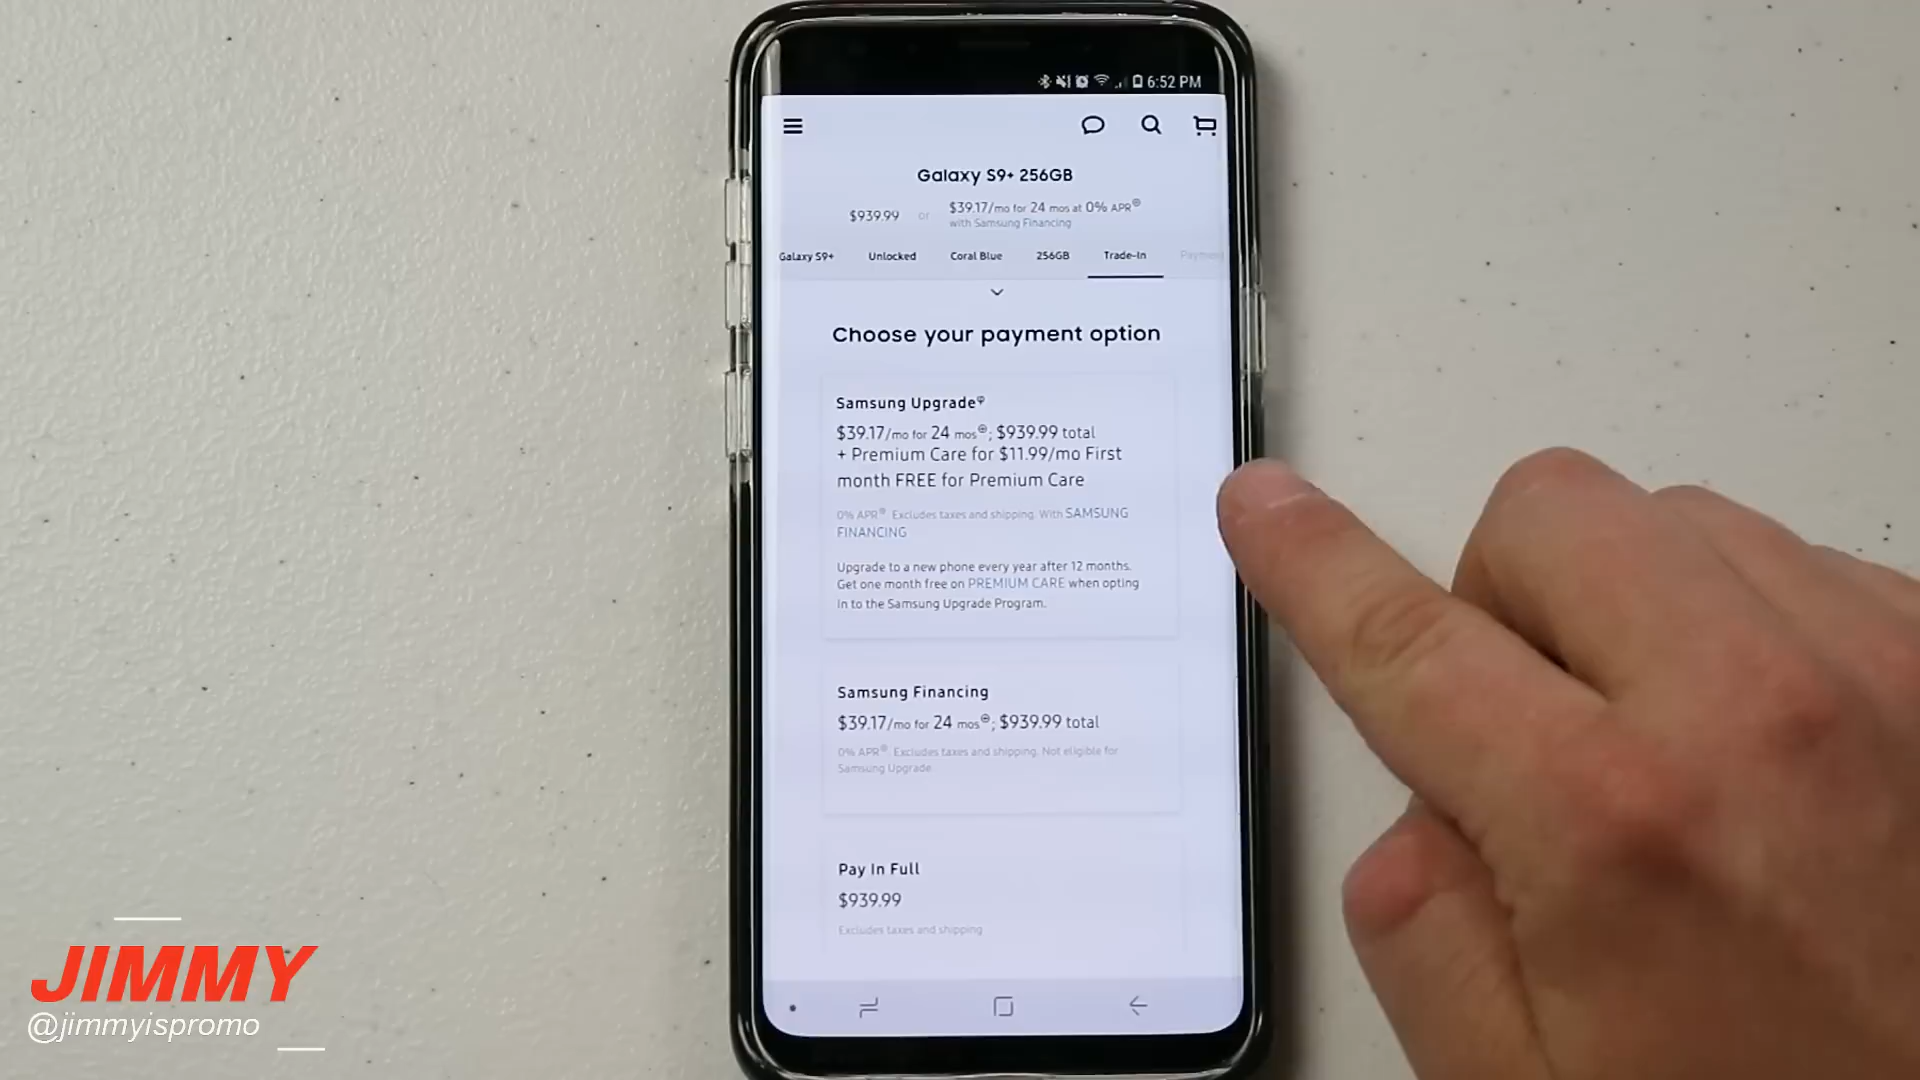 6:52 PM
Galaxy S9+ 256GB
$939.99 or $39.17/mo for 24 mos at 0% APR
with Samsung Financing
Galaxy S9+ Unlocked Coral Blue 256GB Trade-In Payment
Choose your payment option
Samsung Upgrade
$39.17/mo for 24 mos; $939.99 total
+ Premium Care for $11.99/mo First
month FREE for Premium Care
0% APR. Excludes taxes and shipping. With SAMSUNG
FINANCING
Upgrade to a new phone every year after 12 months.
Get one month free on PREMIUM CARE when opting
in to the Samsung Upgrade Program.
Samsung Financing
$39.17/mo for 24 mos; $939.99 total
0% APR. Excludes taxes and shipping. Not eligible for
Samsung Upgrade.
Pay In Full
$939.99
Excludes taxes and shipping
JIMMY
@jimmyispromo